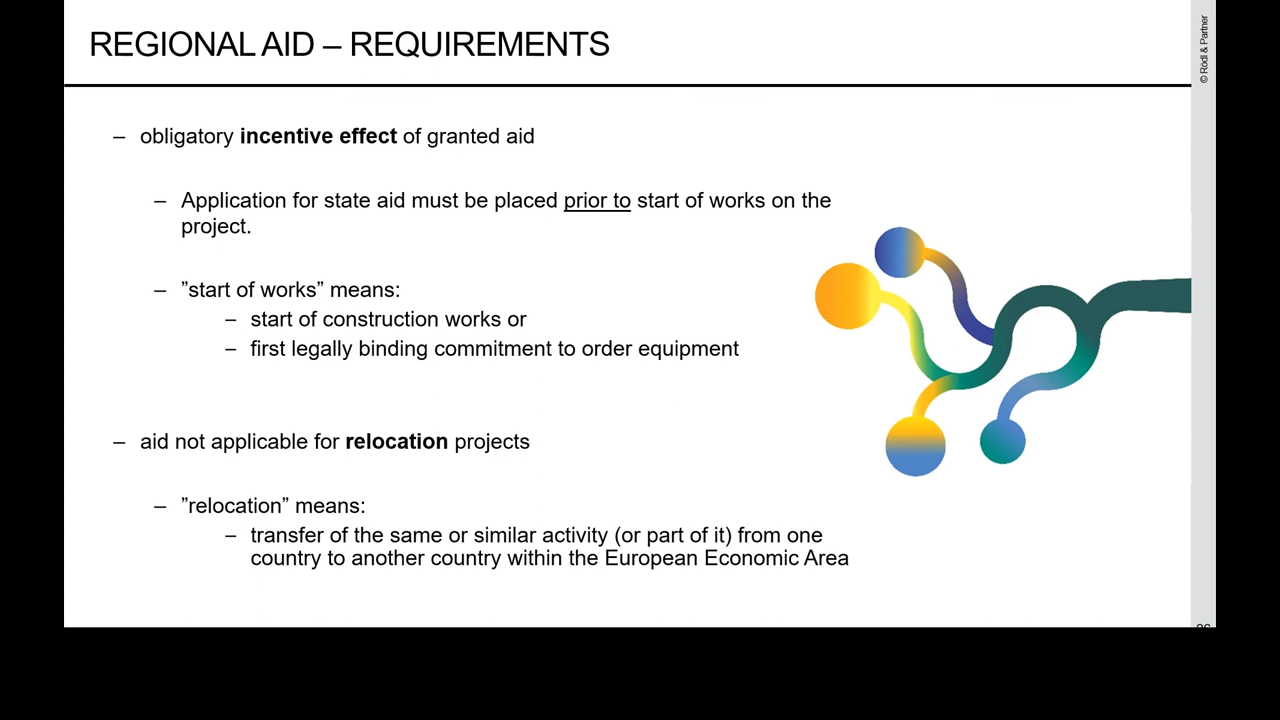 REGIONAL AID – REQUIREMENTS
© Rödl & Partner
– obligatory incentive effect of granted aid
– Application for state aid must be placed prior to start of works on the
project.
– ”start of works” means:
– start of construction works or
– first legally binding commitment to order equipment
– aid not applicable for relocation projects
– ”relocation” means:
– transfer of the same or similar activity (or part of it) from one
country to another country within the European Economic Area